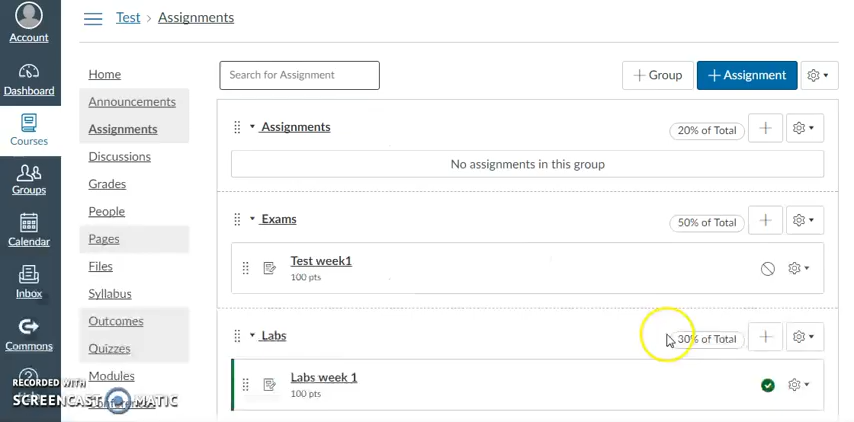 Account
Dashboard
Courses
Groups
Calendar
Inbox
Commons
Test > Assignments
Home
Announcements
Assignments
Discussions
Grades
People
Pages
Files
Syllabus
Outcomes
Quizzes
Modules
Search for Assignment
+ Group
+ Assignment
Assignments
20% of Total
No assignments in this group
Exams
50% of Total
Test week1
100 pts
Labs
30% of Total
Labs week 1
100 pts
RECORDED WITH
SCREENCAST MATIC